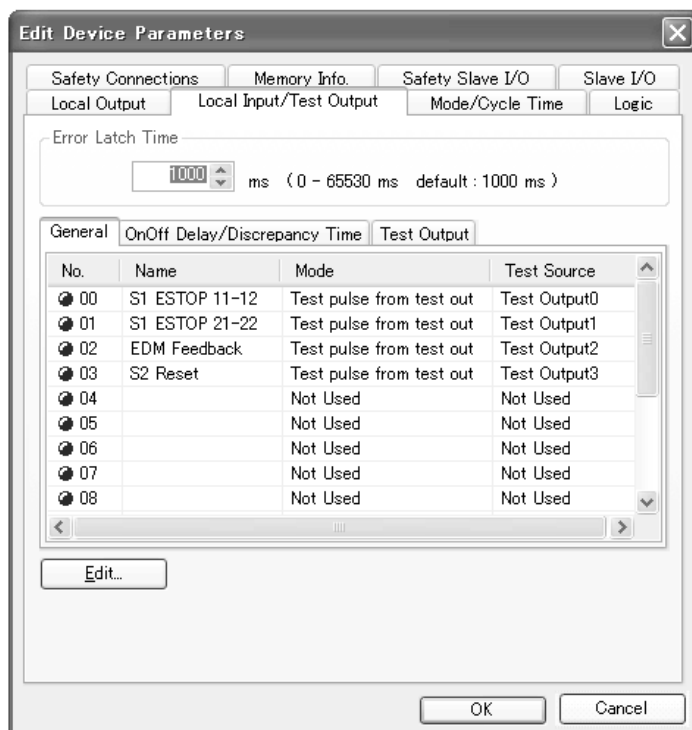 Edit Device Parameters
Safety Connections Memory Info. Safety Slave I/O Slave I/O
Local Output Local Input/Test Output Mode/Cycle Time Logic
Error Latch Time
1000 ms ( 0 - 65530 ms default : 1000 ms )
General OnOff Delay/Discrepancy Time Test Output
No. Name Mode Test Source
00 S1 ESTOP 11-12 Test pulse from test out Test Output0
01 S1 ESTOP 21-22 Test pulse from test out Test Output1
02 EDM Feedback Test pulse from test out Test Output2
03 S2 Reset Test pulse from test out Test Output3
04 Not Used Not Used
05 Not Used Not Used
06 Not Used Not Used
07 Not Used Not Used
08 Not Used Not Used
Edit...
OK Cancel